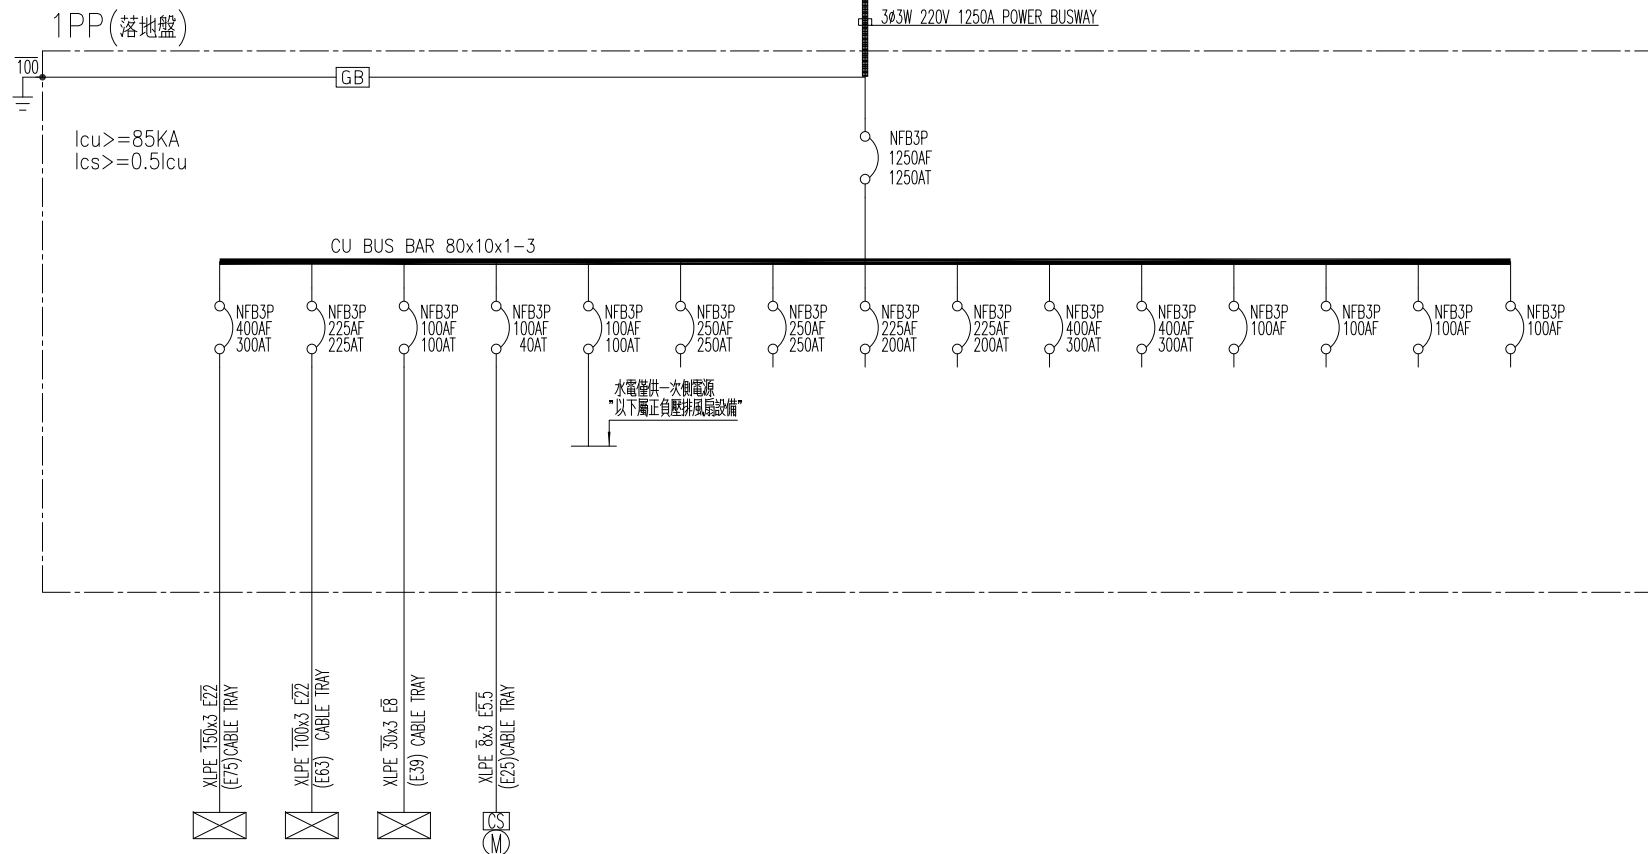 1PP(落地盤)
3ø3W 220V 1250A POWER BUSWAY
100
GB
Icu>=85KA
Ics>=0.5Icu
NFB3P
1250AF
1250AT
CU BUS BAR 80x10x1-3
NFB3P
400AF
300AT
NFB3P
225AF
225AT
NFB3P
100AF
100AT
NFB3P
100AF
40AT
NFB3P
100AF
100AT
NFB3P
250AF
250AT
NFB3P
250AF
250AT
NFB3P
225AF
200AT
NFB3P
225AF
200AT
NFB3P
400AF
300AT
NFB3P
400AF
300AT
NFB3P
100AF
NFB3P
100AF
NFB3P
100AF
NFB3P
100AF
水電僅供一次側電源
"以下屬正負壓排風扇設備"
XLPE 150x3 E22
(E75)CABLE TRAY
XLPE 100x3 E22
(E63) CABLE TRAY
XLPE 30x3 E8
(E39) CABLE TRAY
XLPE 8x3 E5.5
(E25)CABLE TRAY
CS
M